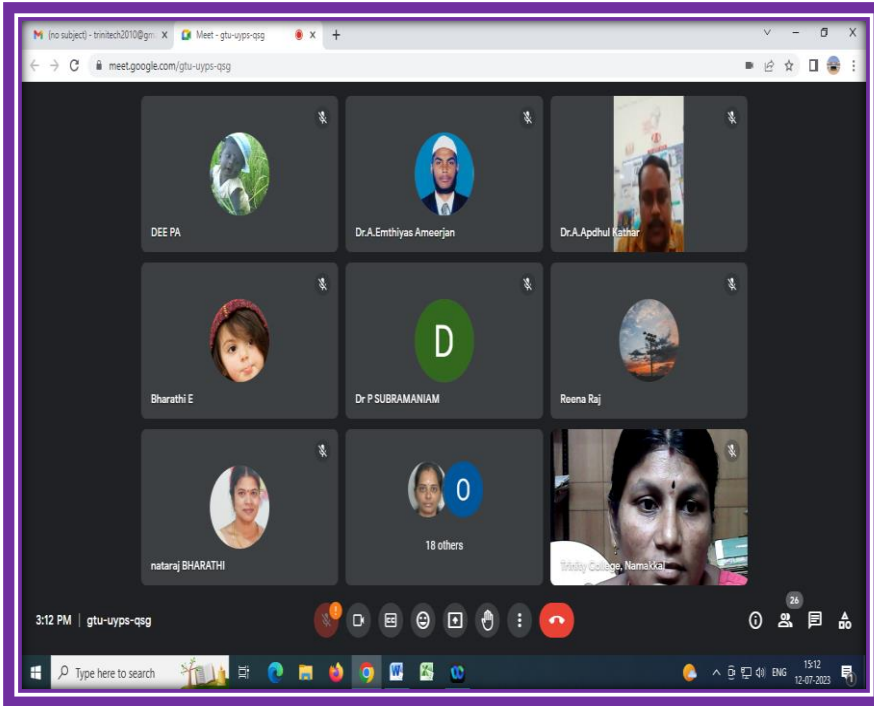 (no subject) - trinitech2010@gm
Meet - gtu-uyps-qsg
meet.google.com/gtu-uyps-qsg
DEE PA
Dr.A.Emthiyas Ameerjan
Dr.A.Apdhul Kathar
Bharathi E
D
Dr P SUBRAMANIAM
Reena Raj
nataraj BHARATHI
O
18 others
Trinity College, Namakkal
3:12 PM | gtu-uyps-qsg
26
Type here to search
ENG
15:12
12-07-2023
1